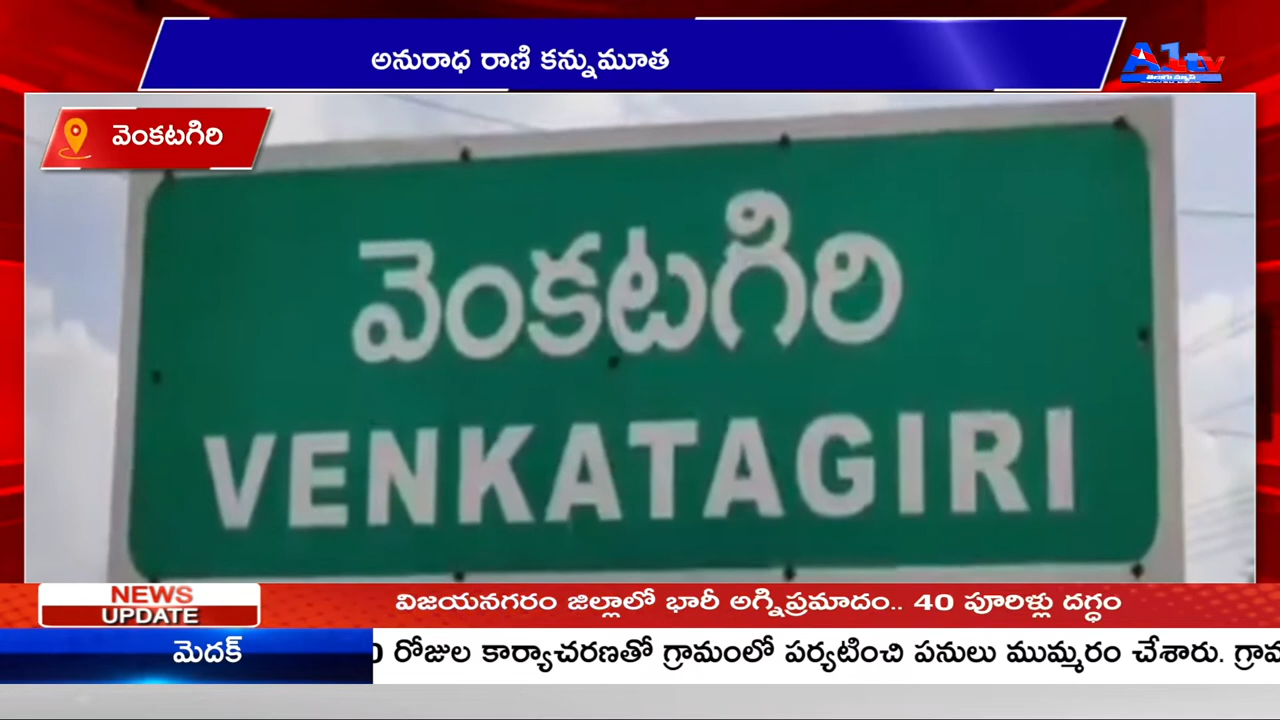 అనురాధ రాణి కన్నుమూత
A1tv
తెలుగు న్యూస్
వెంకటగిరి
వెంకటగిరి
VENKATAGIRI
NEWS
UPDATE
విజయనగరం జిల్లాలో భారీ అగ్నిప్రమాదం.. 40 పూరిళ్లు దగ్ధం
మెదక్
0 రోజుల కార్యాచరణతో గ్రామంలో పర్యటించి పనులు ముమ్మరం చేశారు. గ్రామ